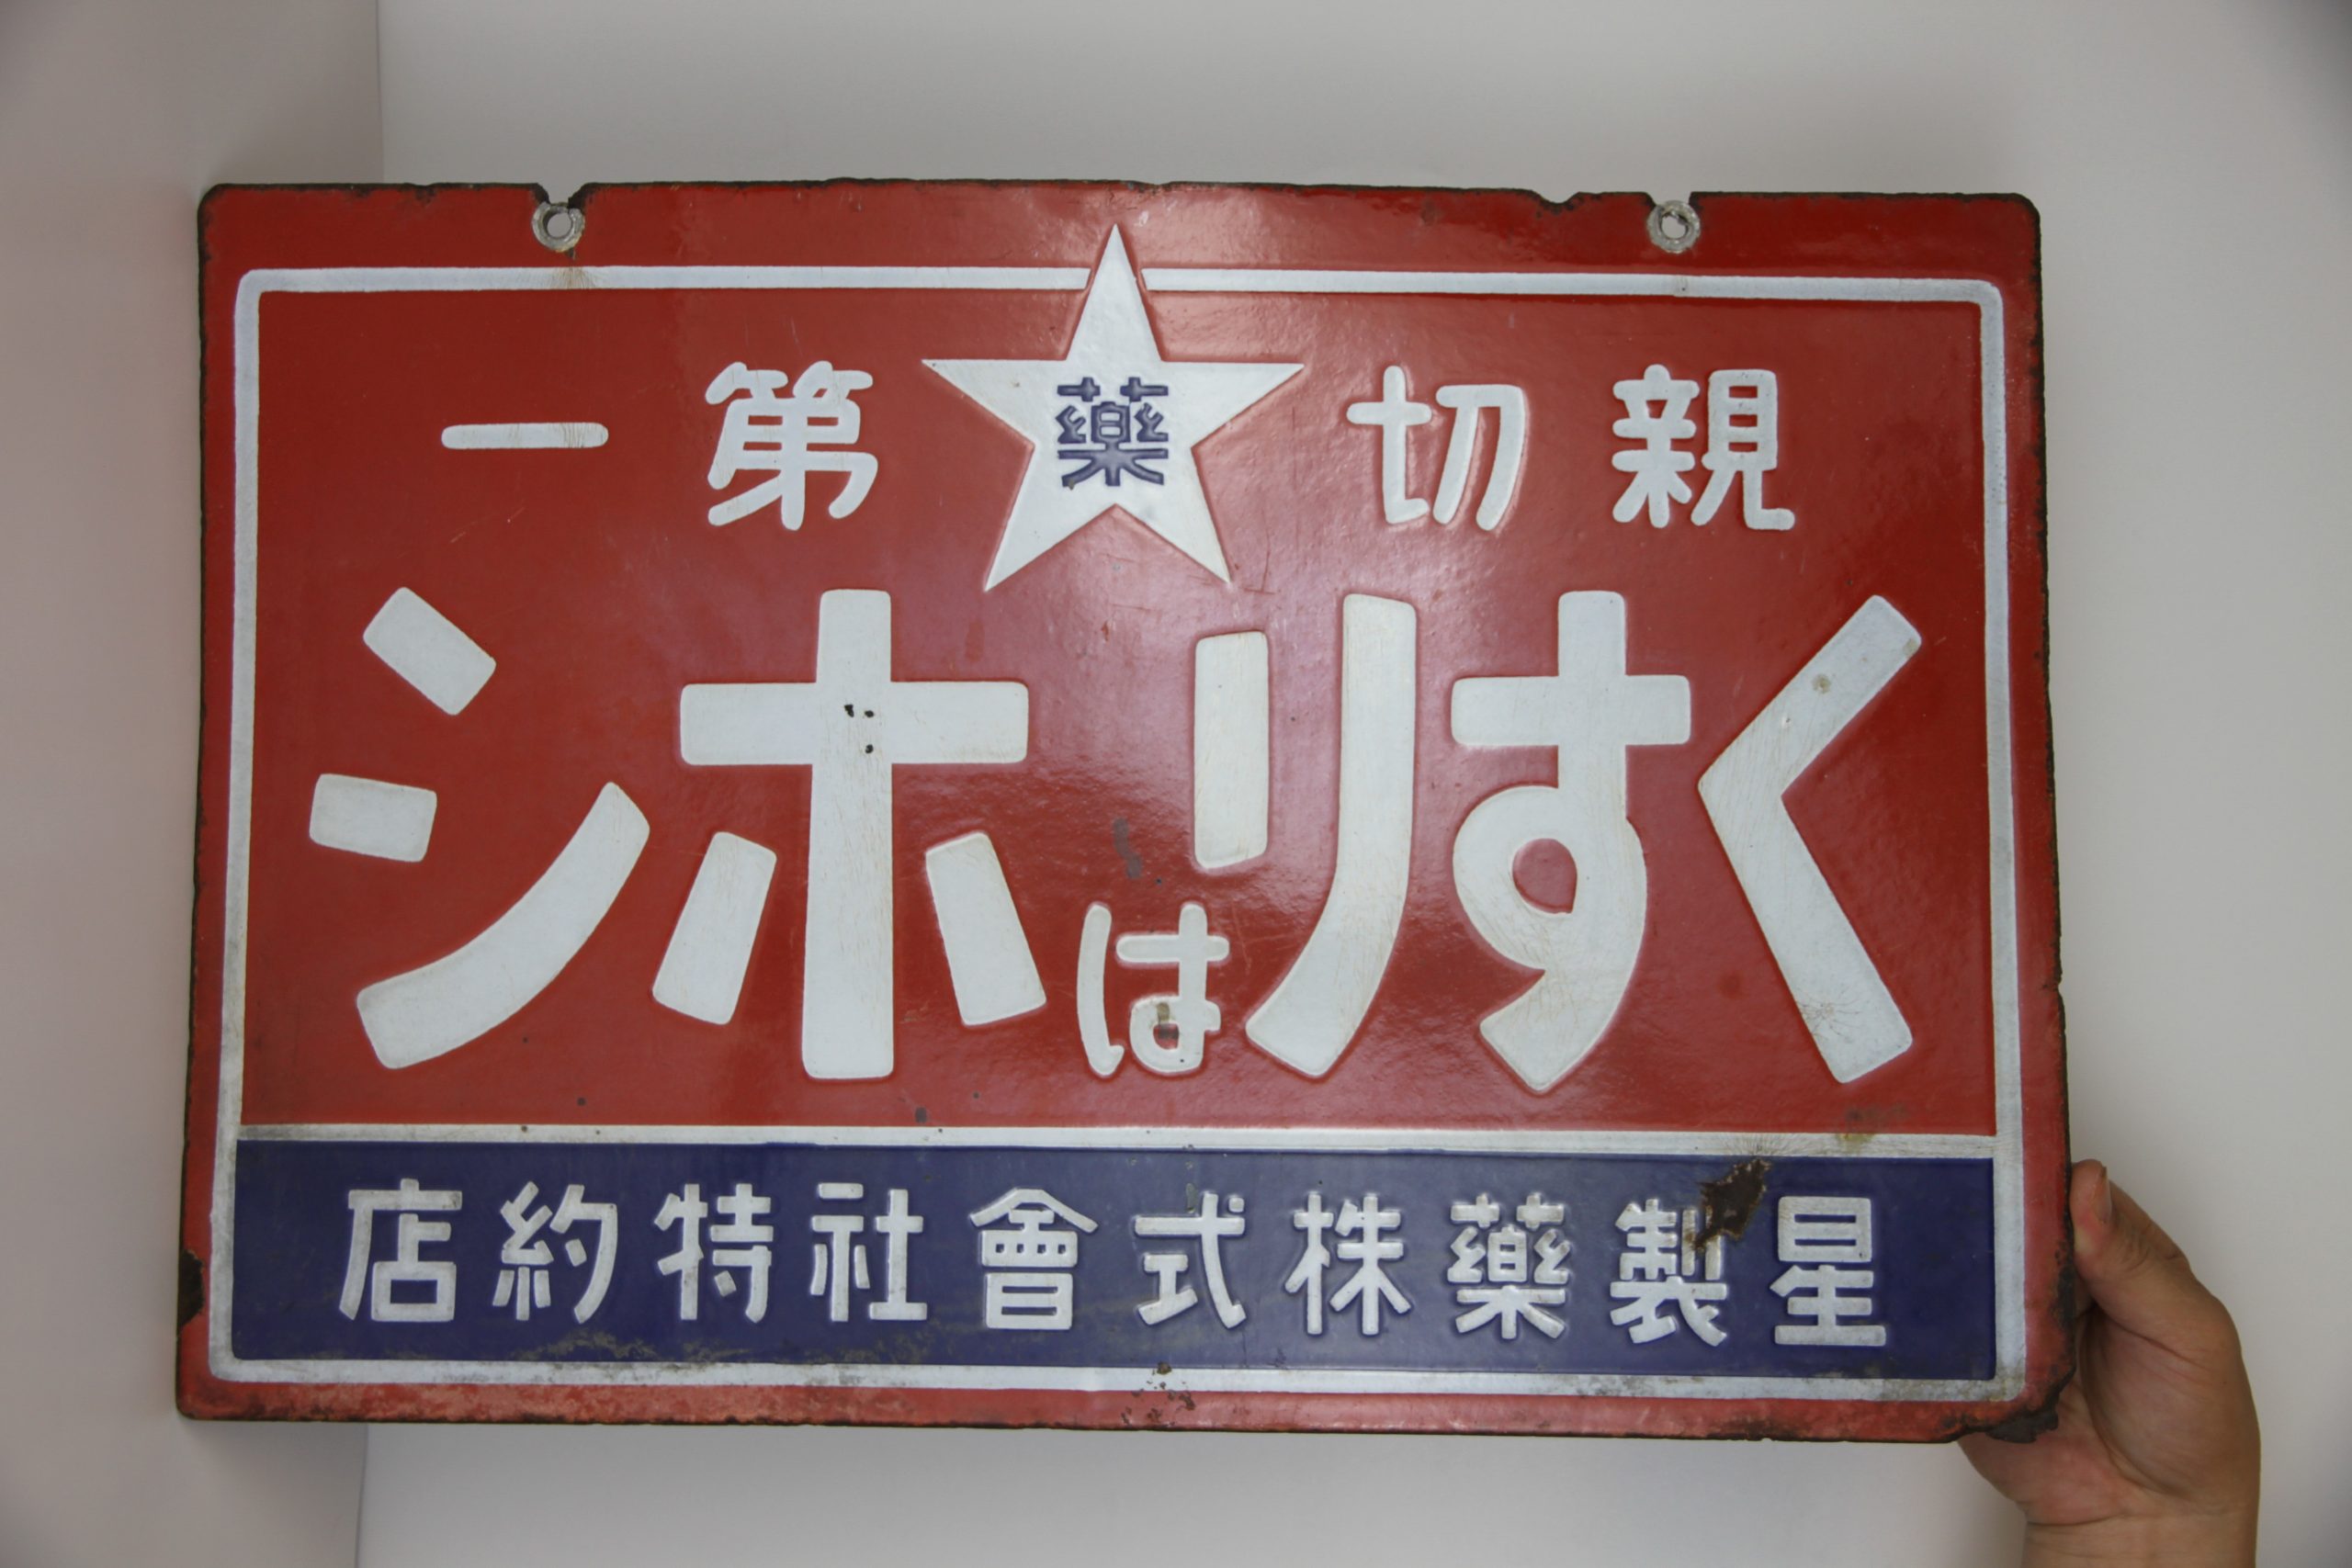 親切第一
藥
くすりはホシ
星製藥株式會社特約店